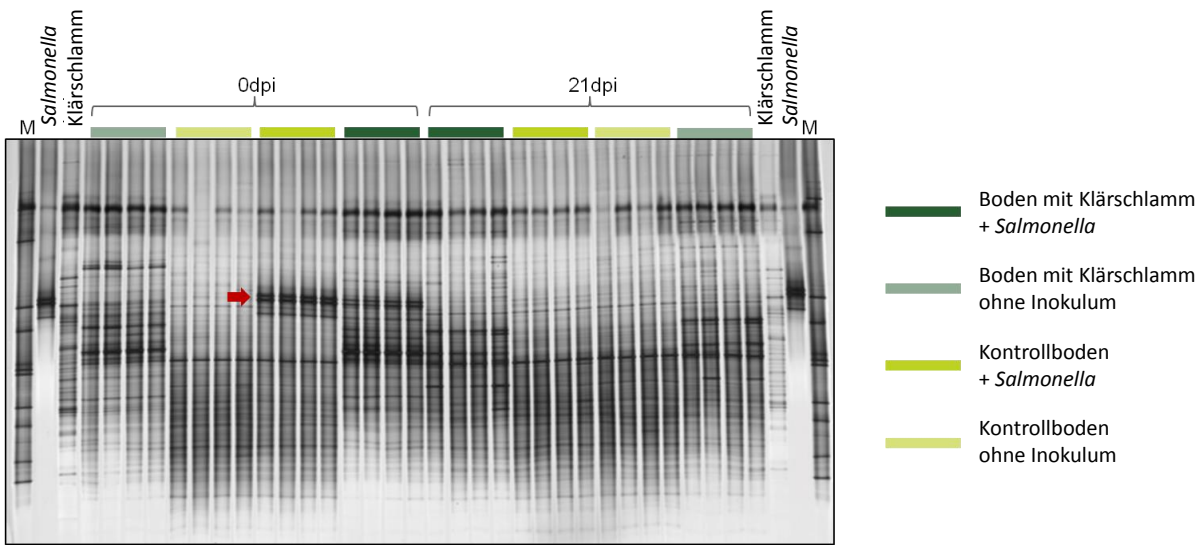 M
Salmonella
Klärschlamm
0dpi
21dpi
Klärschlamm
Salmonella
M
Boden mit Klärschlamm
+ Salmonella
Boden mit Klärschlamm
ohne Inokulum
Kontrollboden
+ Salmonella
Kontrollboden
ohne Inokulum